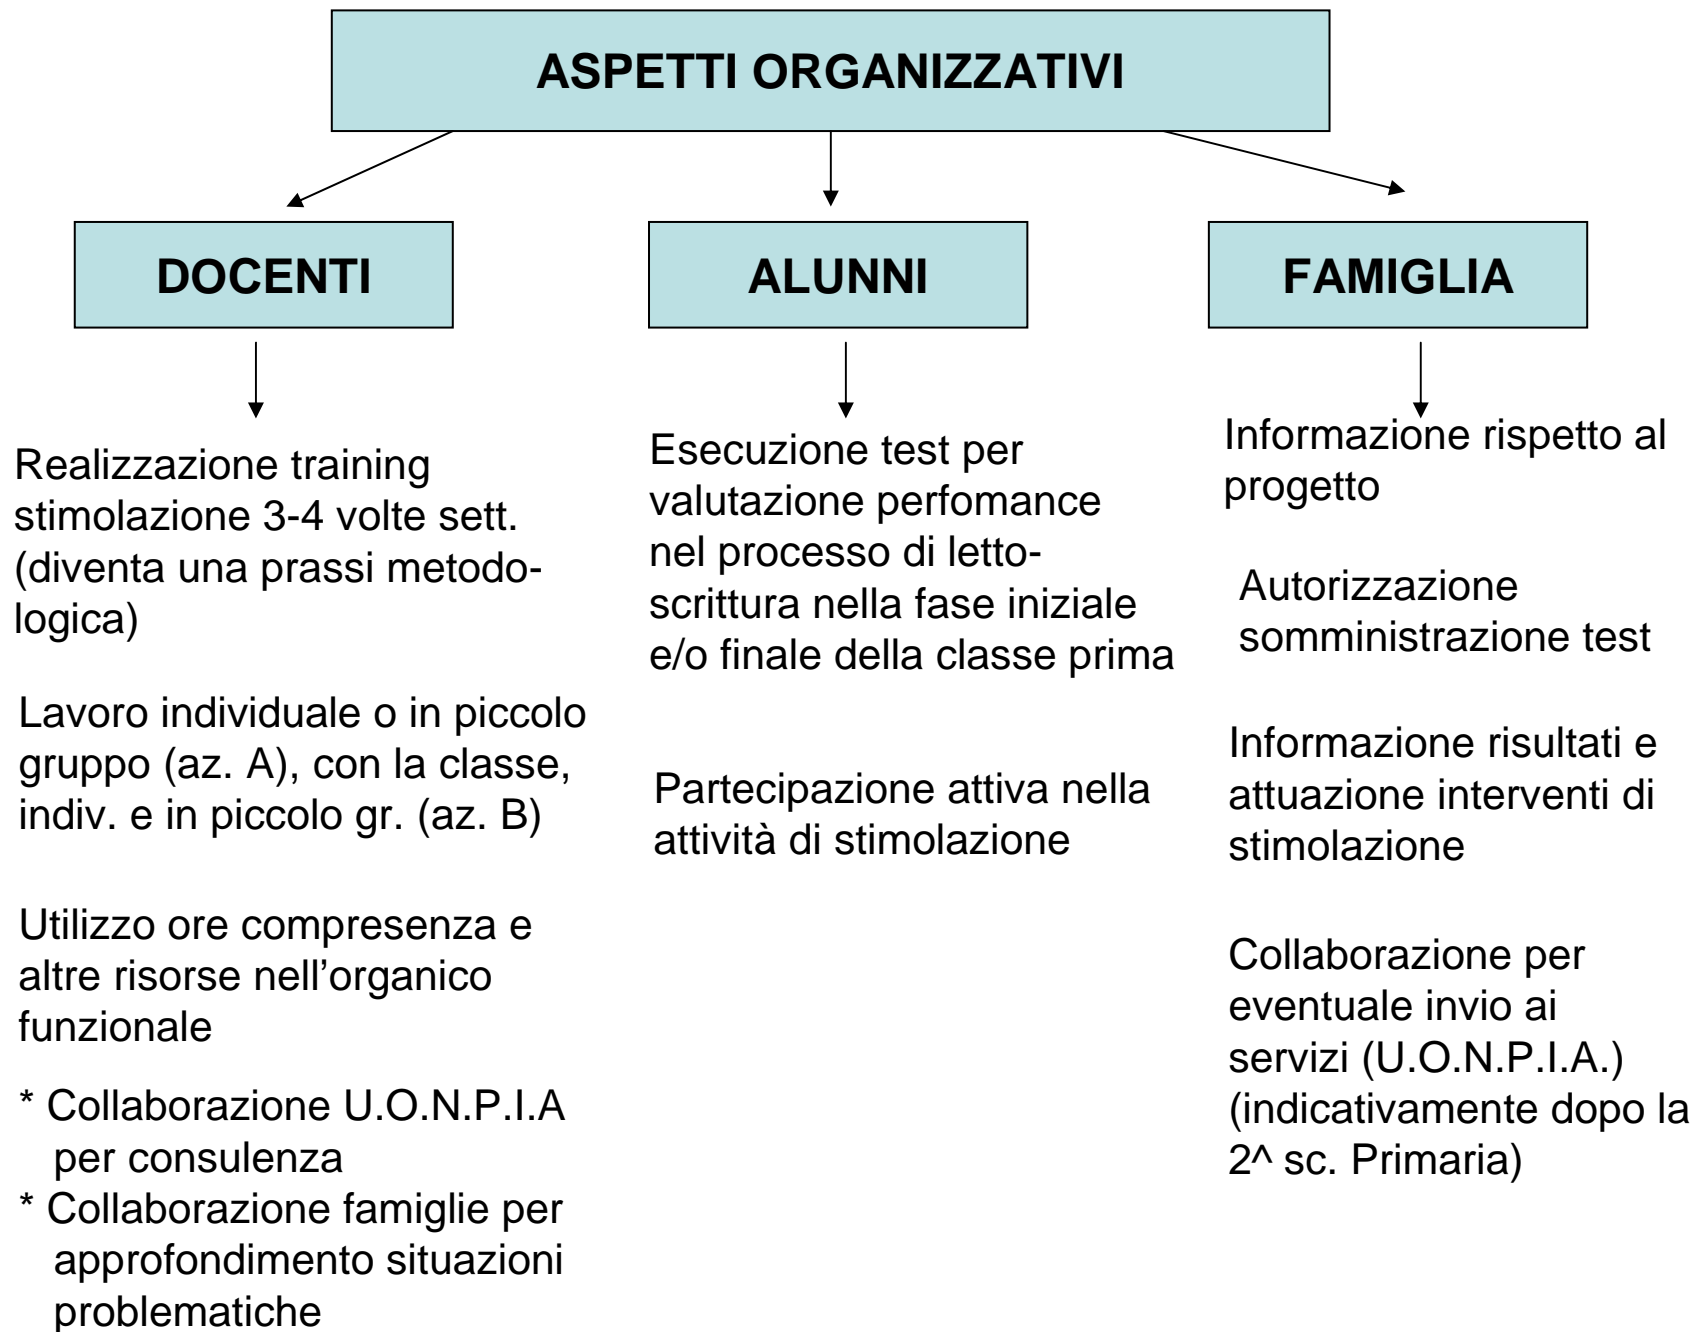 ASPETTI ORGANIZZATIVI
DOCENTI
Realizzazione training
stimolazione 3-4 volte sett.
(diventa una prassi metodo-
logica)
Lavoro individuale o in piccolo
gruppo (az. A), con la classe,
indiv. e in piccolo gr. (az. B)
Utilizzo ore compresenza e
altre risorse nell’organico
funzionale
* Collaborazione U.O.N.P.I.A
per consulenza
* Collaborazione famiglie per
approfondimento situazioni
problematiche
ALUNNI
Esecuzione test per
valutazione perfomance
nel processo di letto-
scrittura nella fase iniziale
e/o finale della classe prima
Partecipazione attiva nella
attività di stimolazione
FAMIGLIA
Informazione rispetto al
progetto
Autorizzazione
somministrazione test
Informazione risultati e
attuazione interventi di
stimolazione
Collaborazione per
eventuale invio ai
servizi (U.O.N.P.I.A.)
(indicativamente dopo la
2^ sc. Primaria)